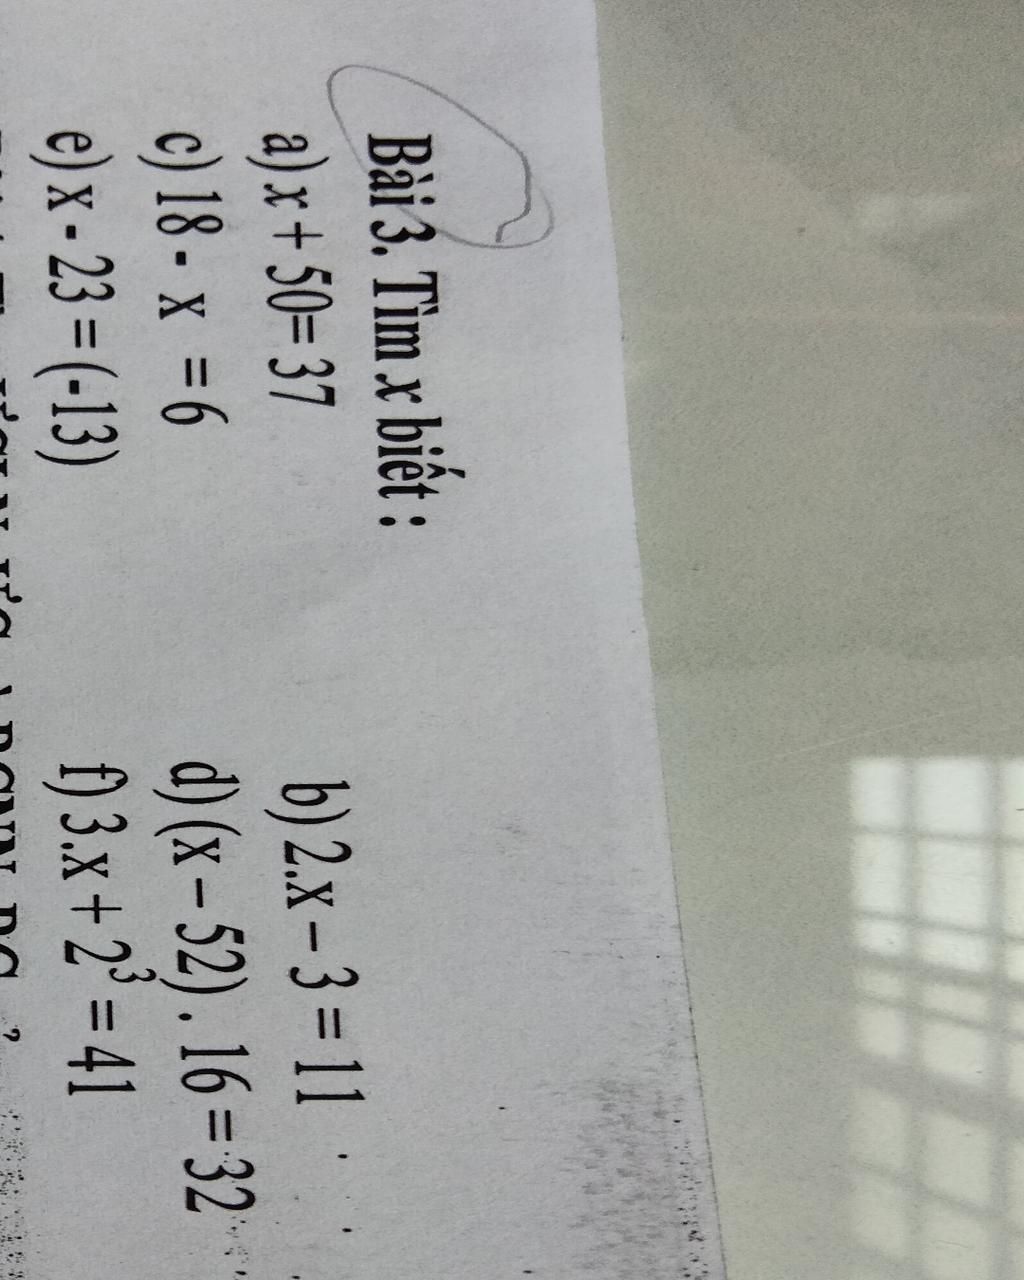 Bài 3. Tìm x biết :
a) x + 50= 37 b) 2.x – 3 = 11
c) 18 - x = 6 d) (x – 52) . 16 = 32
e) x - 23 = (-13) f) 3.x + 2³ = 41